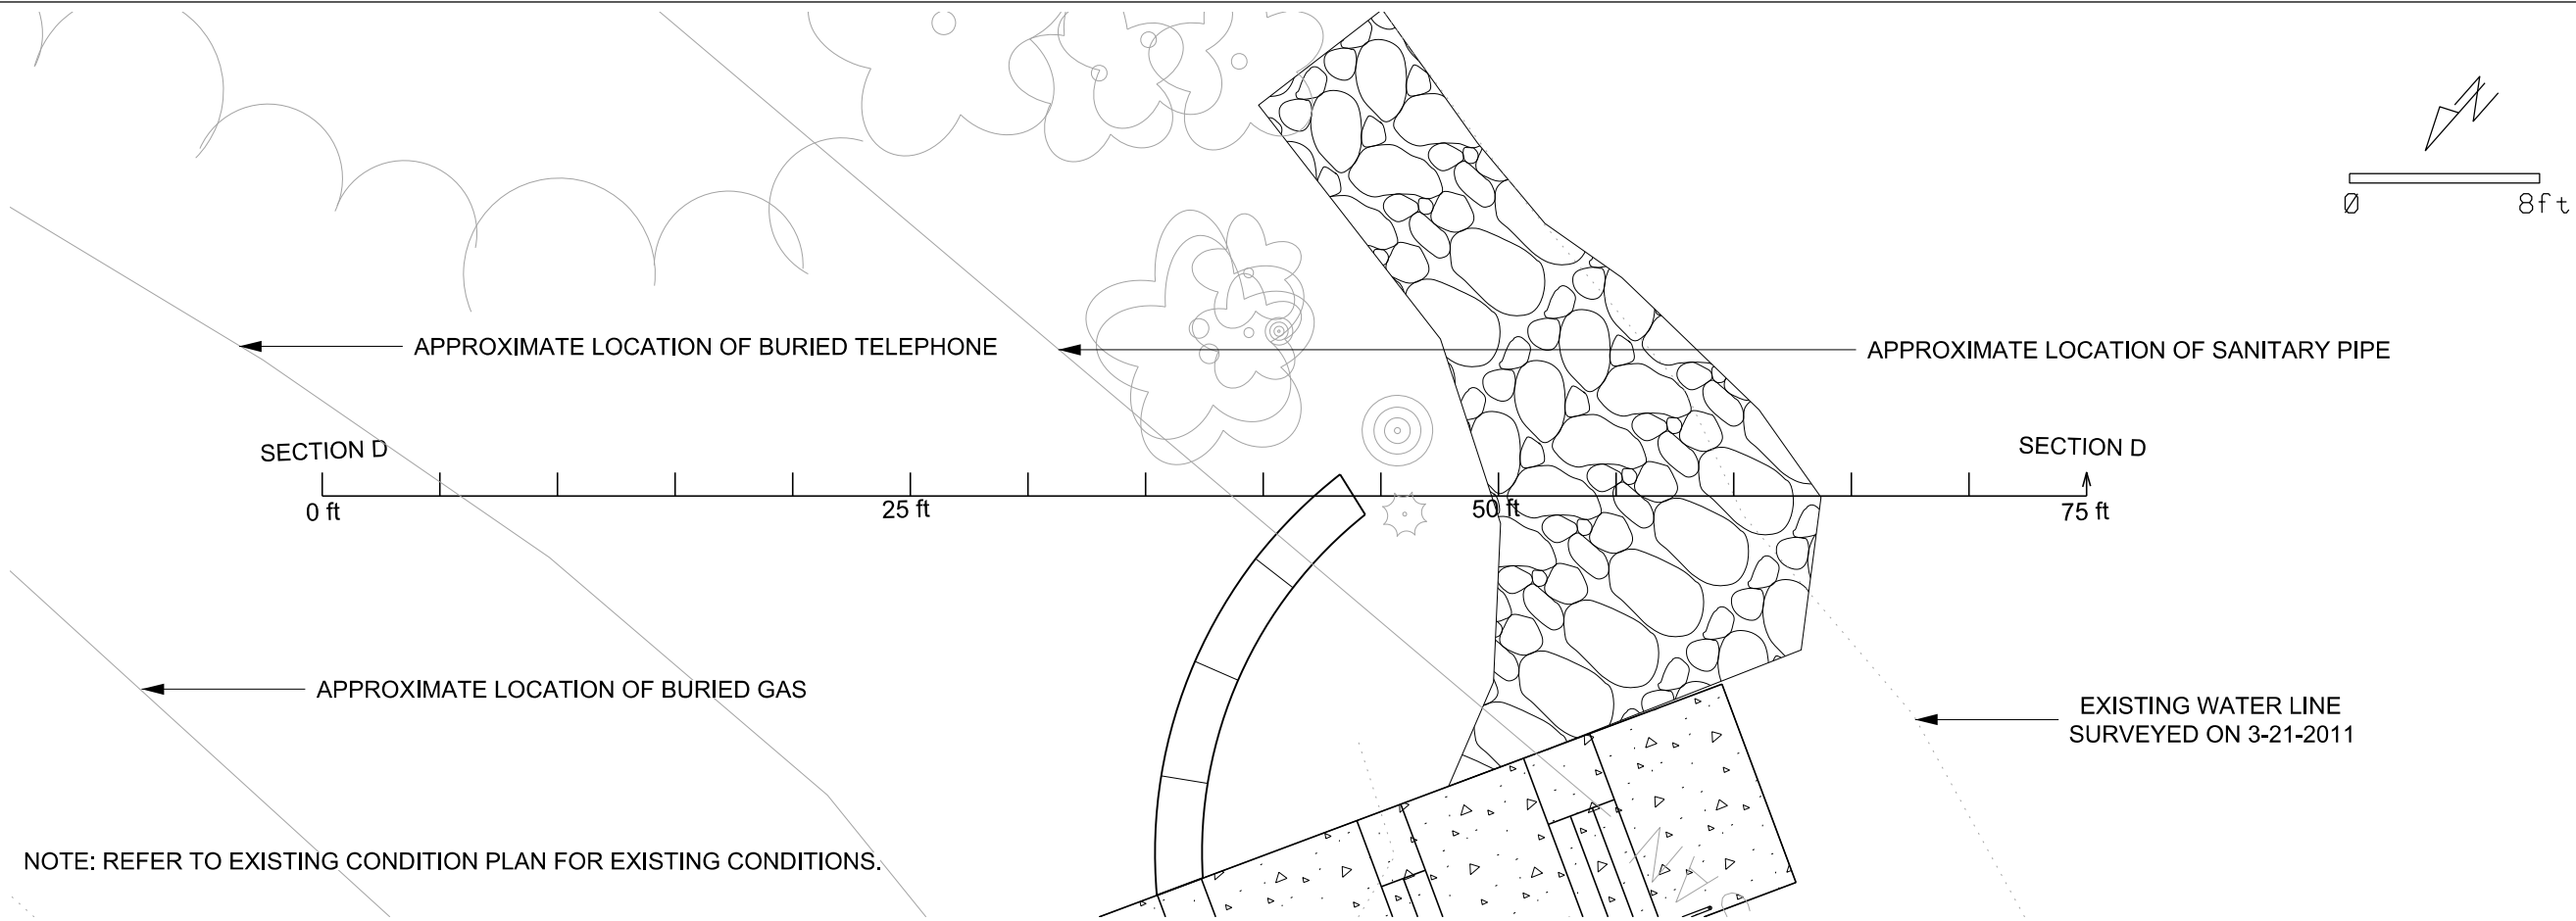 N
0 8ft
APPROXIMATE LOCATION OF BURIED TELEPHONE
APPROXIMATE LOCATION OF SANITARY PIPE
SECTION D
SECTION D
0 ft
25 ft
50 ft
75 ft
APPROXIMATE LOCATION OF BURIED GAS
EXISTING WATER LINE
SURVEYED ON 3-21-2011
NOTE: REFER TO EXISTING CONDITION PLAN FOR EXISTING CONDITIONS.